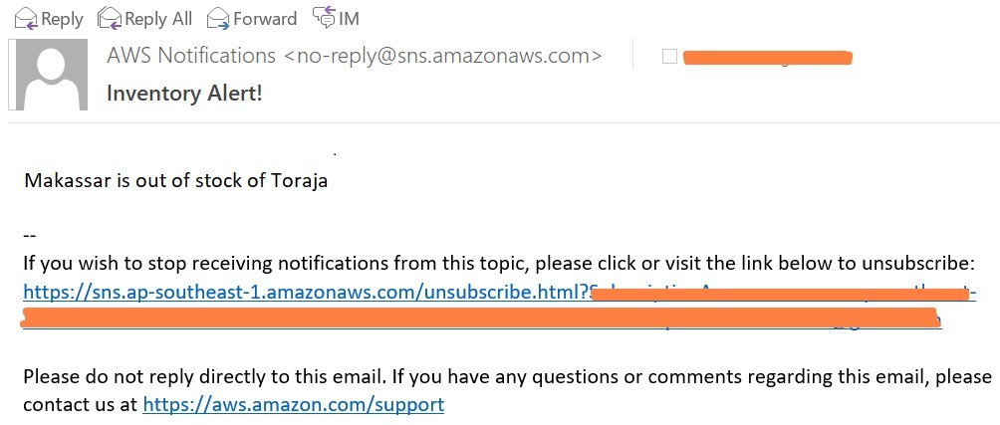 Reply Reply All Forward IM
AWS Notifications <no-reply@sns.amazonaws.com>
Inventory Alert!
Makassar is out of stock of Toraja
--
If you wish to stop receiving notifications from this topic, please click or visit the link below to unsubscribe:
https://sns.ap-southeast-1.amazonaws.com/unsubscribe.html?
Please do not reply directly to this email. If you have any questions or comments regarding this email, please
contact us at https://aws.amazon.com/support